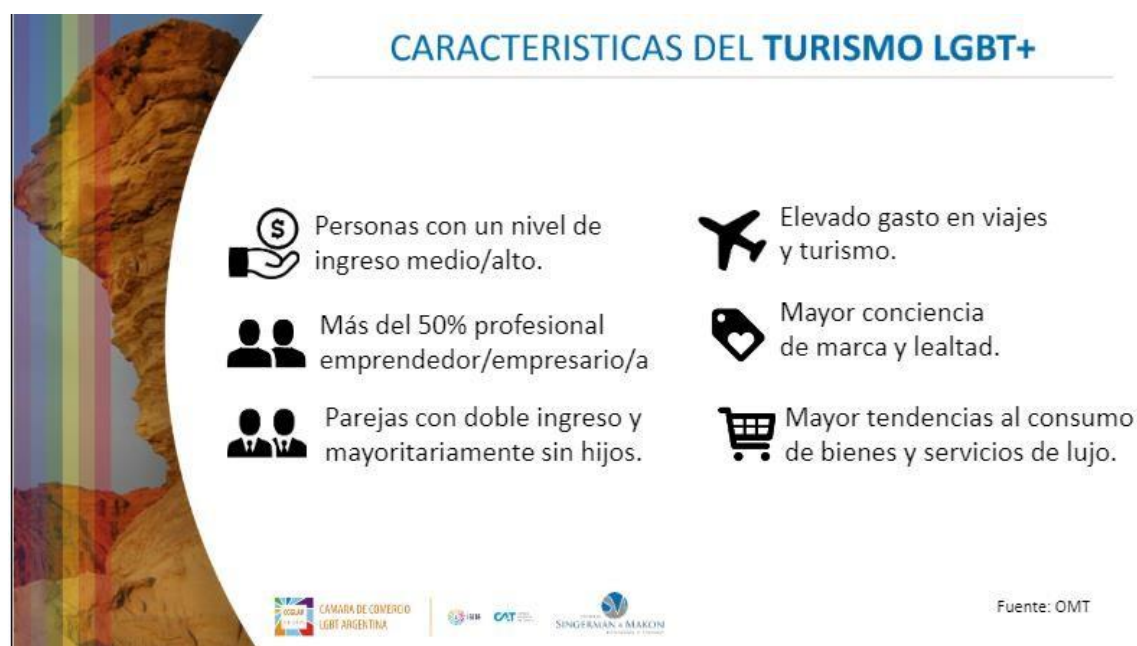 CARACTERISTICAS DEL TURISMO LGBT+
Personas con un nivel de
ingreso medio/alto.
Más del 50% profesional
emprendedor/empresario/a
Parejas con doble ingreso y
mayoritariamente sin hijos.
Elevado gasto en viajes
y turismo.
Mayor conciencia
de marca y lealtad.
Mayor tendencias al consumo
de bienes y servicios de lujo.
CAMARA DE COMERCIO
LGBT ARGENTINA
CAT
SINGERMAN & MAKON
Fuente: OMT